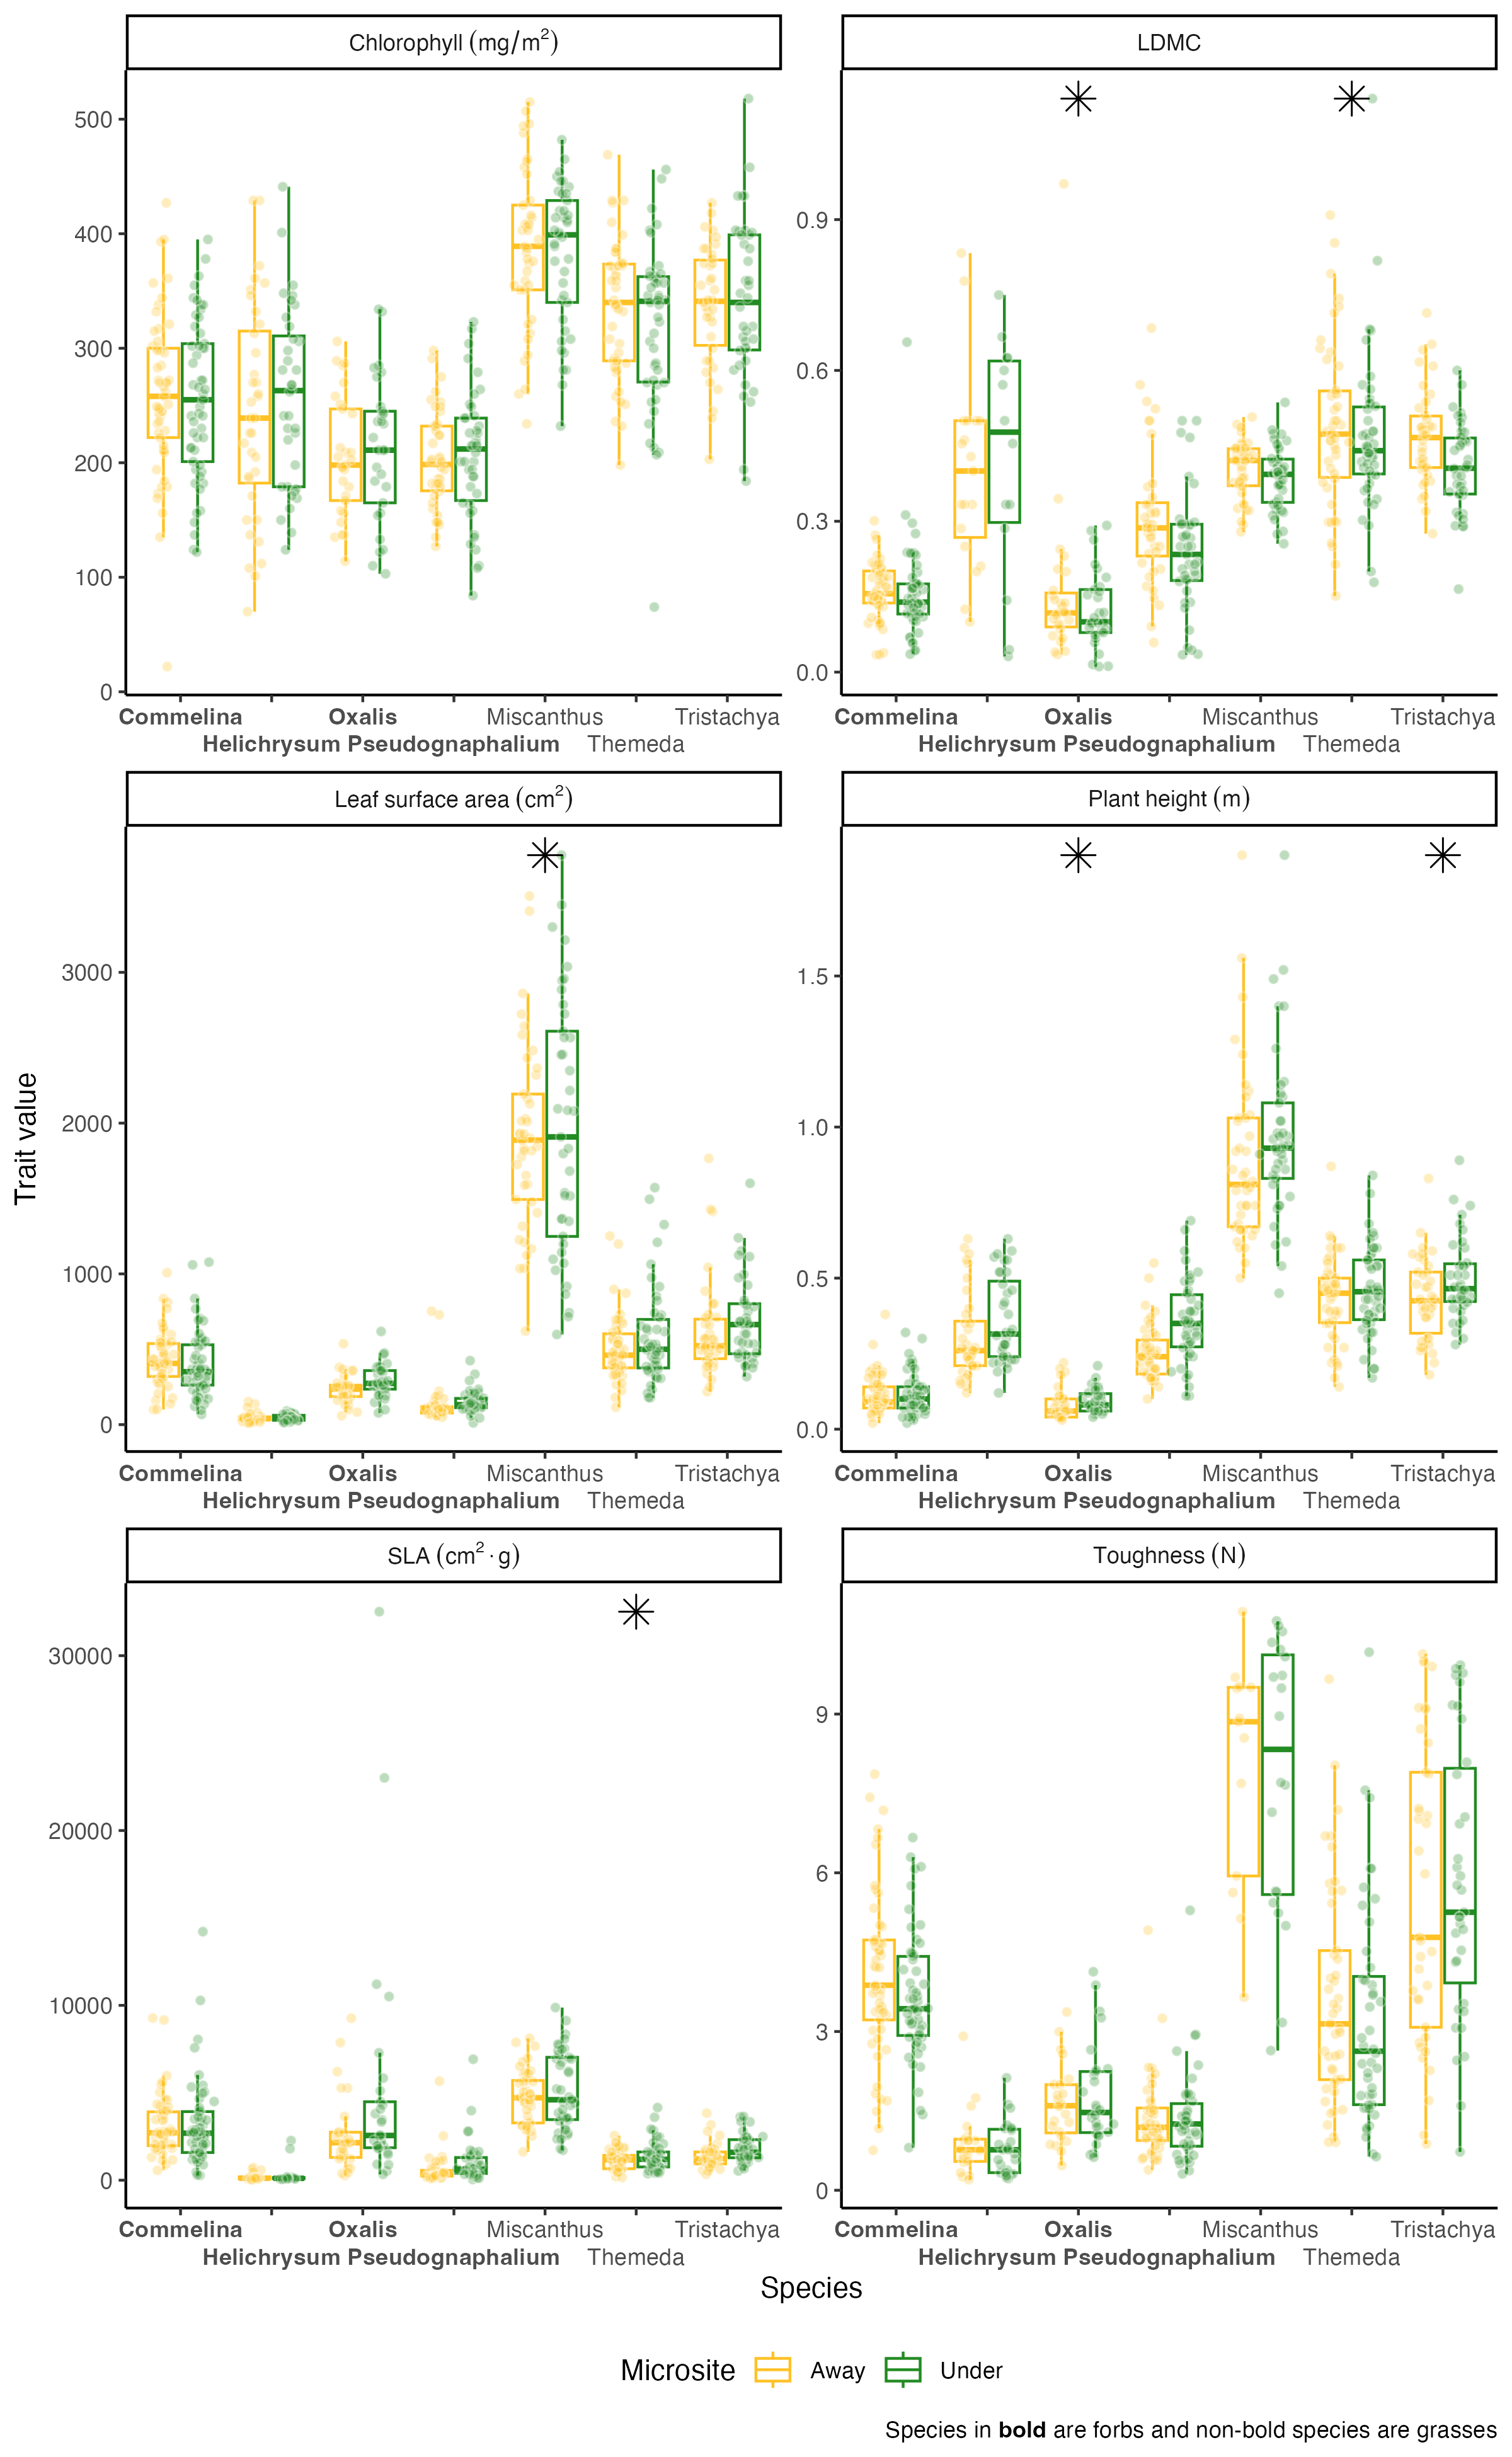 Chlorophyll (mg/m²)
LDMC
500
400
300
200
100
0
0.9
0.6
0.3
0.0
Commelina Oxalis Miscanthus Tristachya
Helichrysum Pseudognaphalium Themeda
Commelina Oxalis Miscanthus Tristachya
Helichrysum Pseudognaphalium Themeda
Leaf surface area (cm²)
Plant height (m)
Trait value
3000
2000
1000
0
1.5
1.0
0.5
0.0
Commelina Oxalis Miscanthus Tristachya
Helichrysum Pseudognaphalium Themeda
Commelina Oxalis Miscanthus Tristachya
Helichrysum Pseudognaphalium Themeda
SLA (cm²·g)
Toughness (N)
30000
20000
10000
0
9
6
3
0
Commelina Oxalis Miscanthus Tristachya
Helichrysum Pseudognaphalium Themeda
Commelina Oxalis Miscanthus Tristachya
Helichrysum Pseudognaphalium Themeda
Species
Microsite Away Under
Species in bold are forbs and non-bold species are grasses